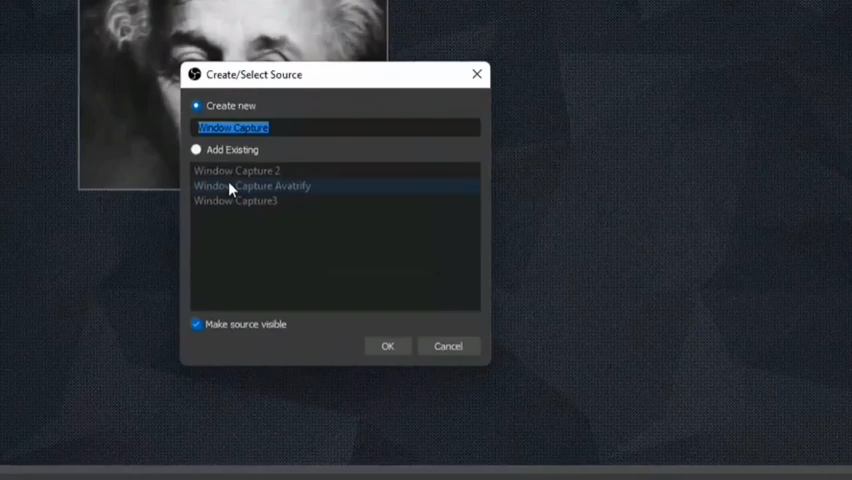 Create/Select Source
Create new
Window Capture
Add Existing
Window Capture 2
Window Capture Avatrify
Window Capture3
Make source visible
OK
Cancel